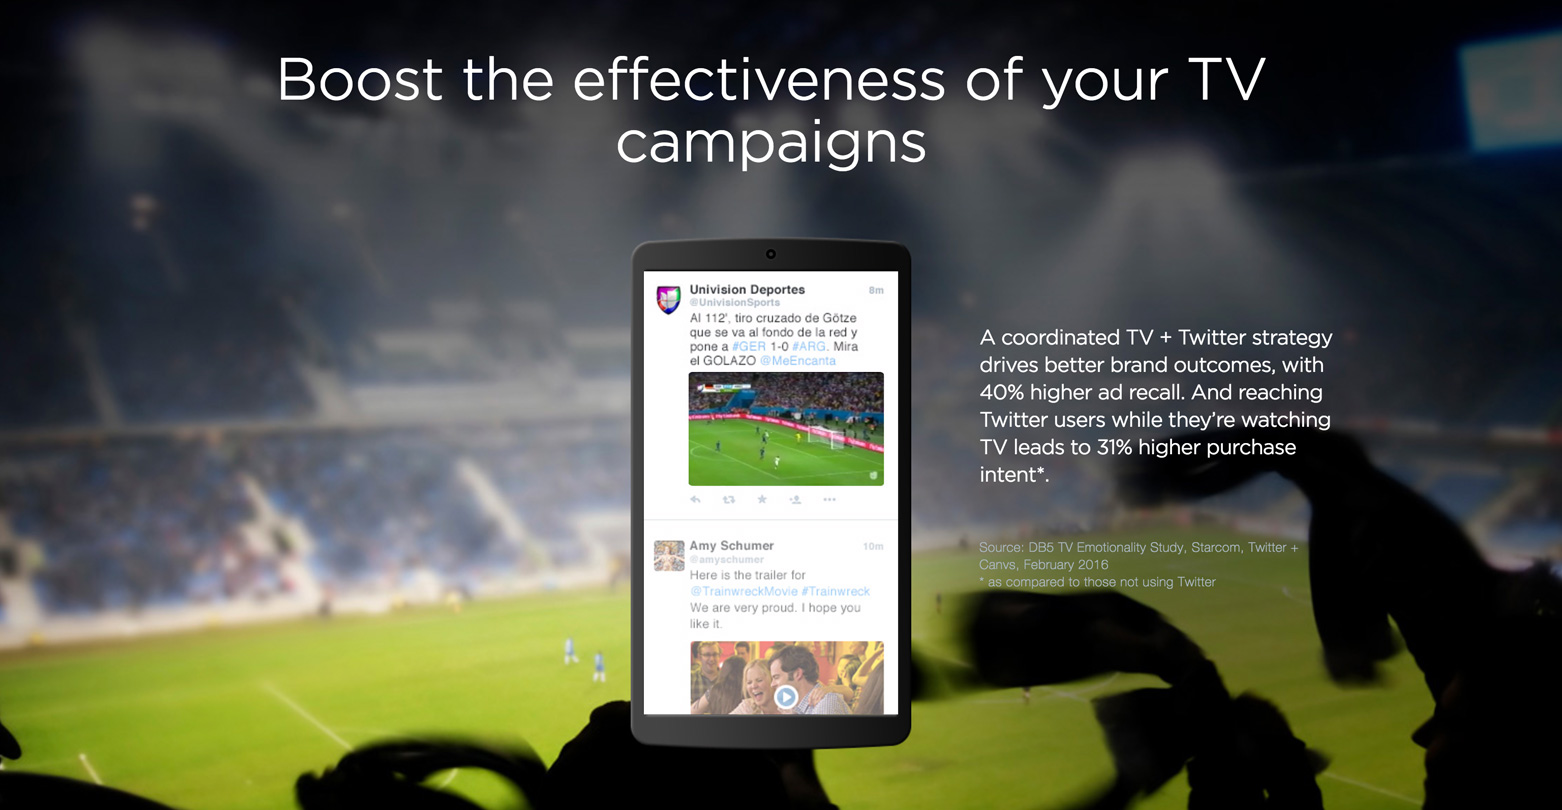 Boost the effectiveness of your TV
campaigns
Univision Deportes
8m
@UnivisionSports
Al 112', tiro cruzado de Götze
que se va al fondo de la red y
pone a #GER 1-0 #ARG. Mira
el GOLAZO @MeEncanta
Amy Schumer
10m
@amyschumer
Here is the trailer for
@TrainwreckMovie #Trainwreck
We are very proud. I hope you
like it.
A coordinated TV + Twitter strategy
drives better brand outcomes, with
40% higher ad recall. And reaching
Twitter users while they’re watching
TV leads to 31% higher purchase
intent*.
Source: DB5 TV Emotionality Study, Starcom, Twitter +
Canvs, February 2016
* as compared to those not using Twitter